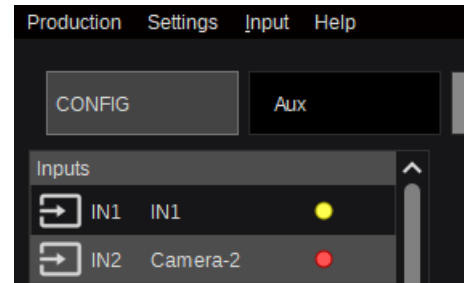 Production Settings Input Help
CONFIG Aux
Inputs
IN1 IN1
IN2 Camera-2